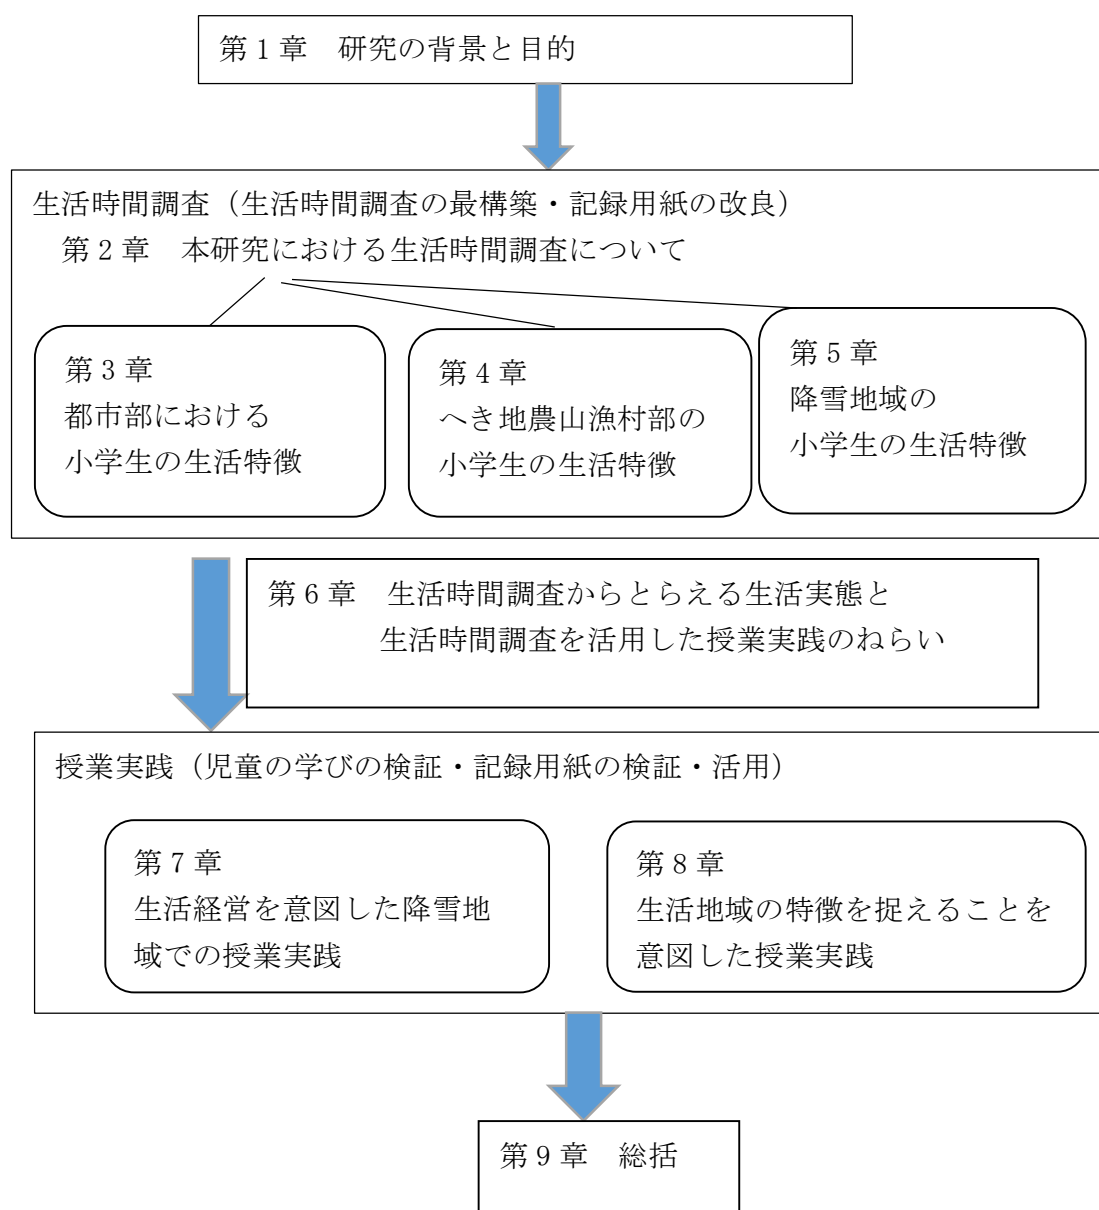 第1章　研究の背景と目的
生活時間調査（生活時間調査の最構築・記録用紙の改良）
第2章　本研究における生活時間調査について
第3章
都市部における
小学生の生活特徴
第4章
へき地農山漁村部の
小学生の生活特徴
第5章
降雪地域の
小学生の生活特徴
第6章　生活時間調査からとらえる生活実態と
生活時間調査を活用した授業実践のねらい
授業実践（児童の学びの検証・記録用紙の検証・活用）
第7章
生活経営を意図した降雪地
域での授業実践
第8章
生活地域の特徴を捉えることを
意図した授業実践
第9章　総括